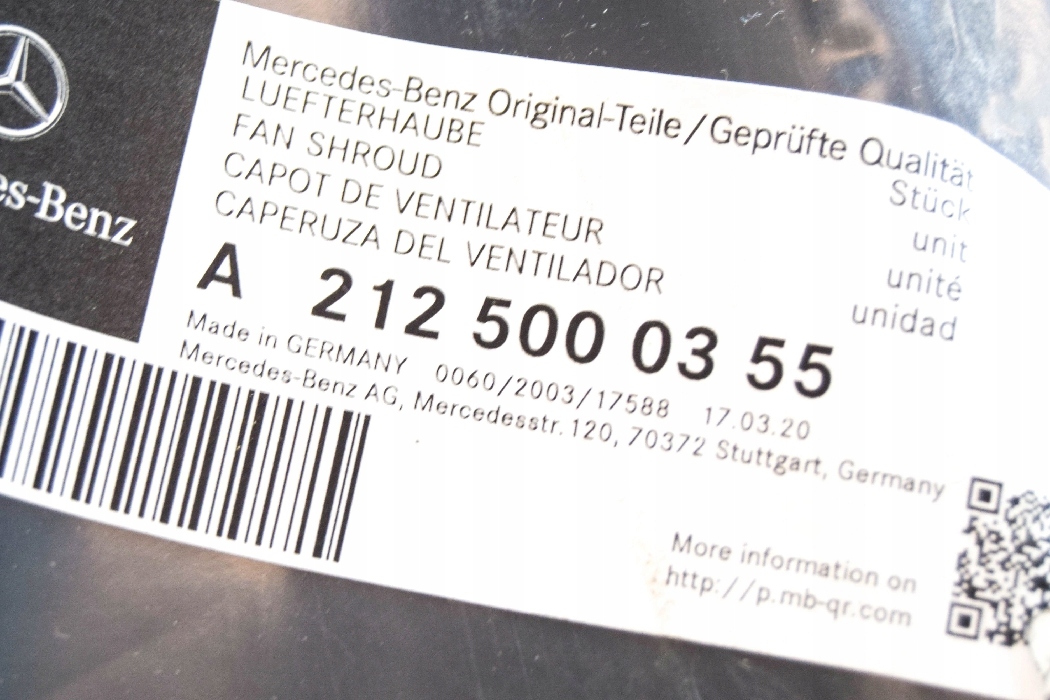 es-Benz
Mercedes-Benz Original-Teile/Geprüfte Qualität
LUEFTERHAUBE Stück
FAN SHROUD unit
CAPOT DE VENTILATEUR unité
CAPERUZA DEL VENTILADOR unidad
A 212 500 03 55
Made in GERMANY 0060/2003/17588 17.03.20
Mercedes-Benz AG, Mercedesstr. 120, 70372 Stuttgart, Germany
More information on
http://p.mb-qr.com